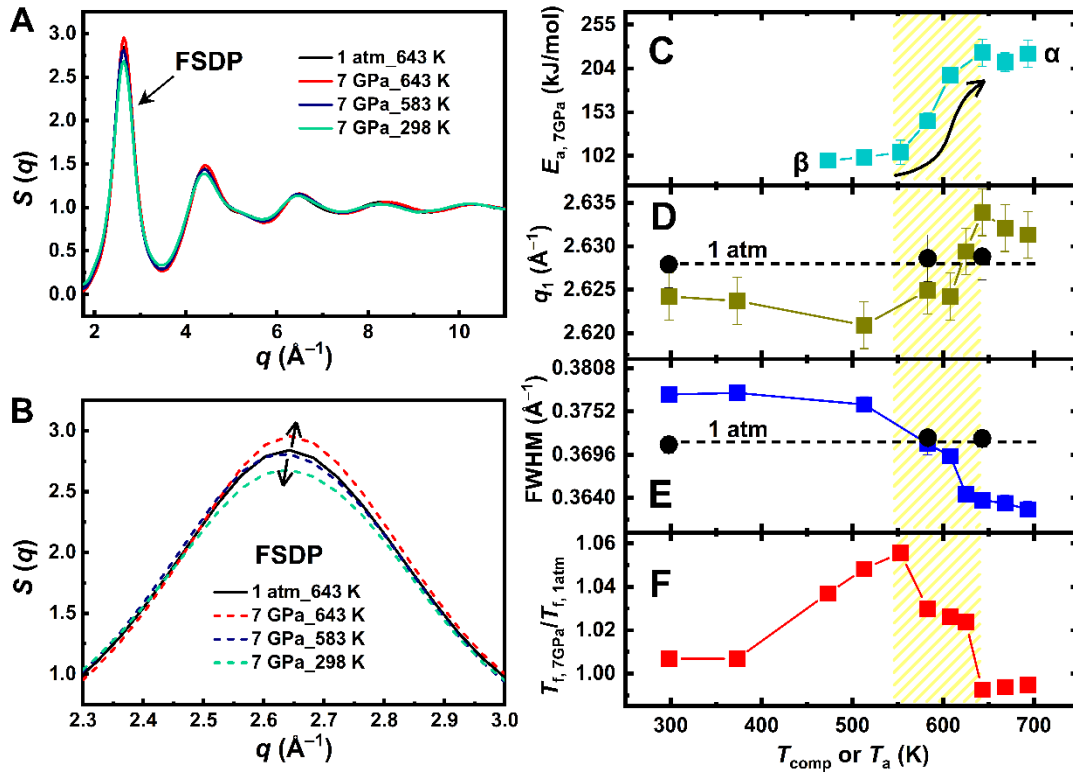 A
FSDP
1 atm_643 K
7 GPa_643 K
7 GPa_583 K
7 GPa_298 K
S (q)
3.0
2.5
2.0
1.5
1.0
0.5
0.0
2 4 6 8 10
q (Å⁻¹)
B
FSDP
1 atm_643 K
7 GPa_643 K
7 GPa_583 K
7 GPa_298 K
S (q)
3.0
2.5
2.0
1.5
1.0
2.3 2.4 2.5 2.6 2.7 2.8 2.9 3.0
q (Å⁻¹)
C
Ea, 7GPa (kJ/mol)
255
204
153
102
β
α
D
q1 (Å⁻¹)
2.635
2.630
2.625
2.620
1 atm
E
FWHM (Å⁻¹)
0.3808
0.3752
0.3696
0.3640
1 atm
F
Tf, 7GPa/Tf, 1atm
1.06
1.04
1.02
1.00
300 400 500 600 700
Tcomp or Ta (K)